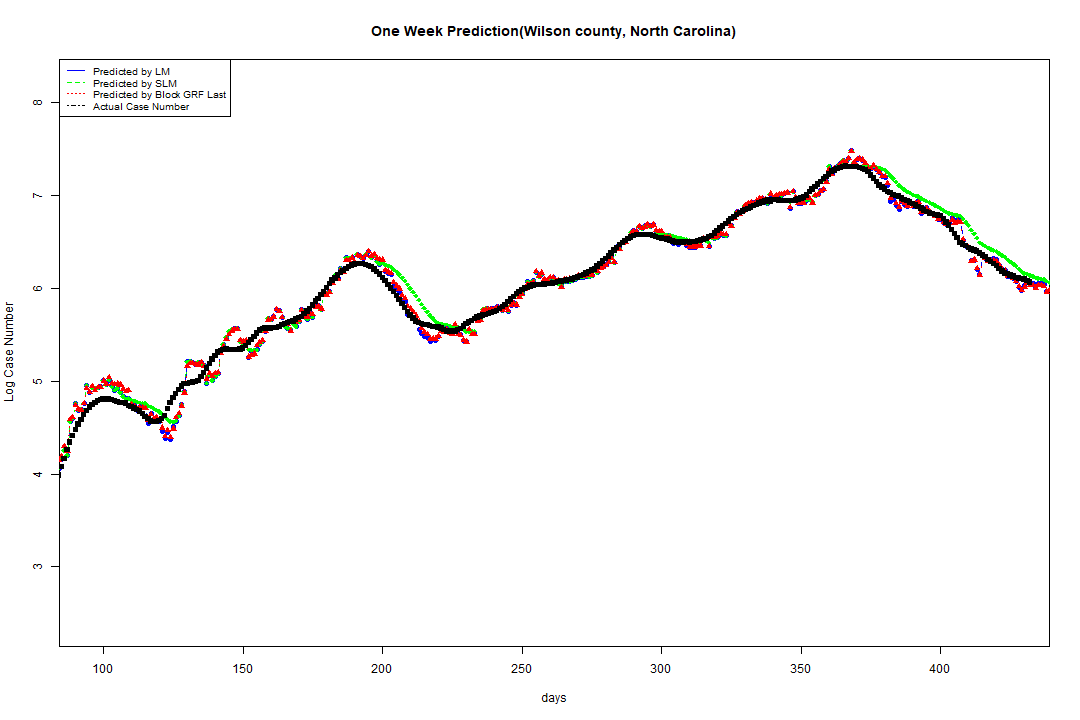 One Week Prediction(Wilson county, North Carolina)
Predicted by LM
Predicted by SLM
Predicted by Block GRF Last
Actual Case Number
8
7
6
5
4
3
Log Case Number
100 150 200 250 300 350 400
days